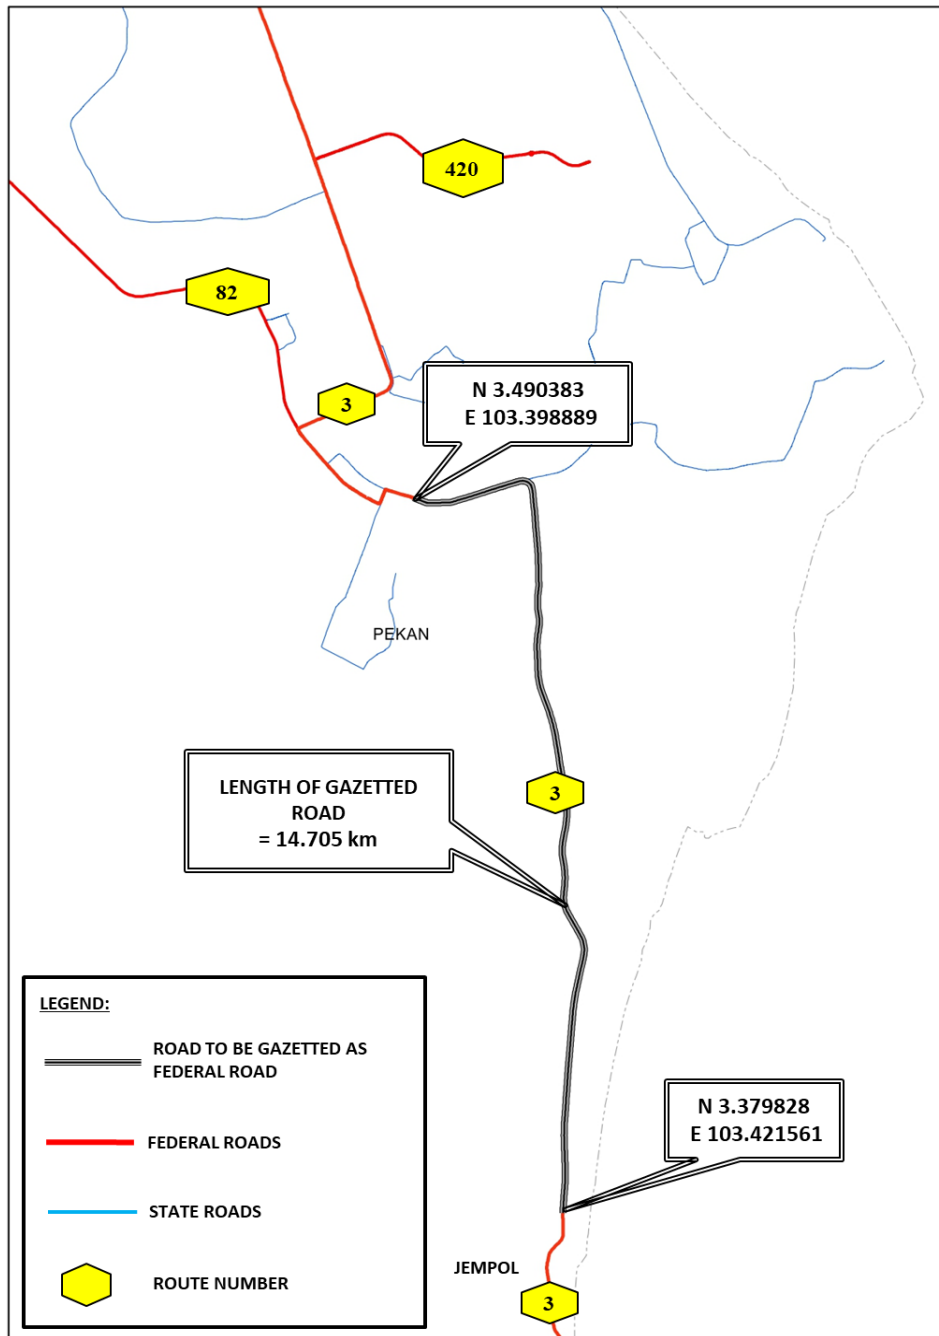 420
82
3
N 3.490383
E 103.398889
PEKAN
3
LENGTH OF GAZETTED
ROAD
= 14.705 km
LEGEND:
ROAD TO BE GAZETTED AS
FEDERAL ROAD
FEDERAL ROADS
STATE ROADS
ROUTE NUMBER
N 3.379828
E 103.421561
JEMPOL
3